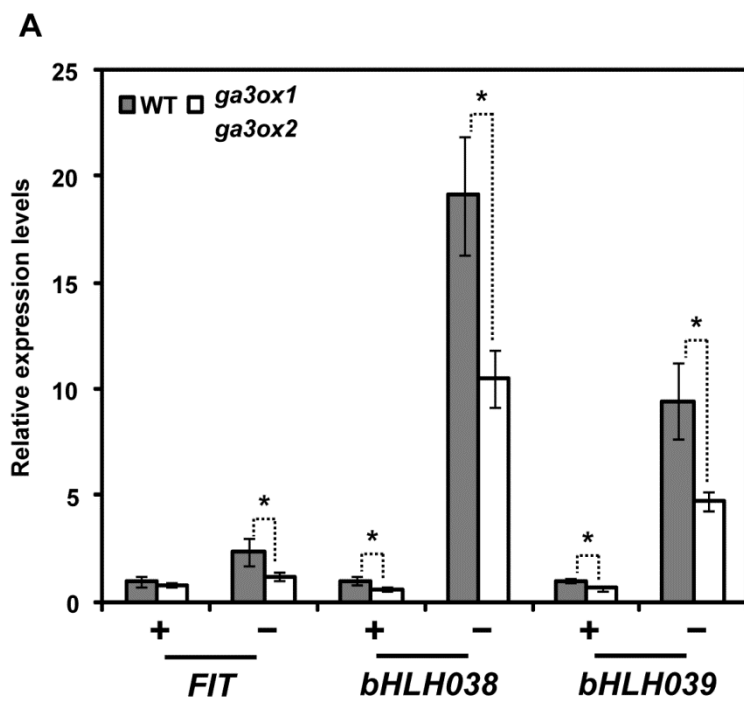 A
Relative expression levels
25
20
15
10
5
0
WT ga3ox1
ga3ox2
*
*
*
*
*
+ − + − + −
FIT bHLH038 bHLH039